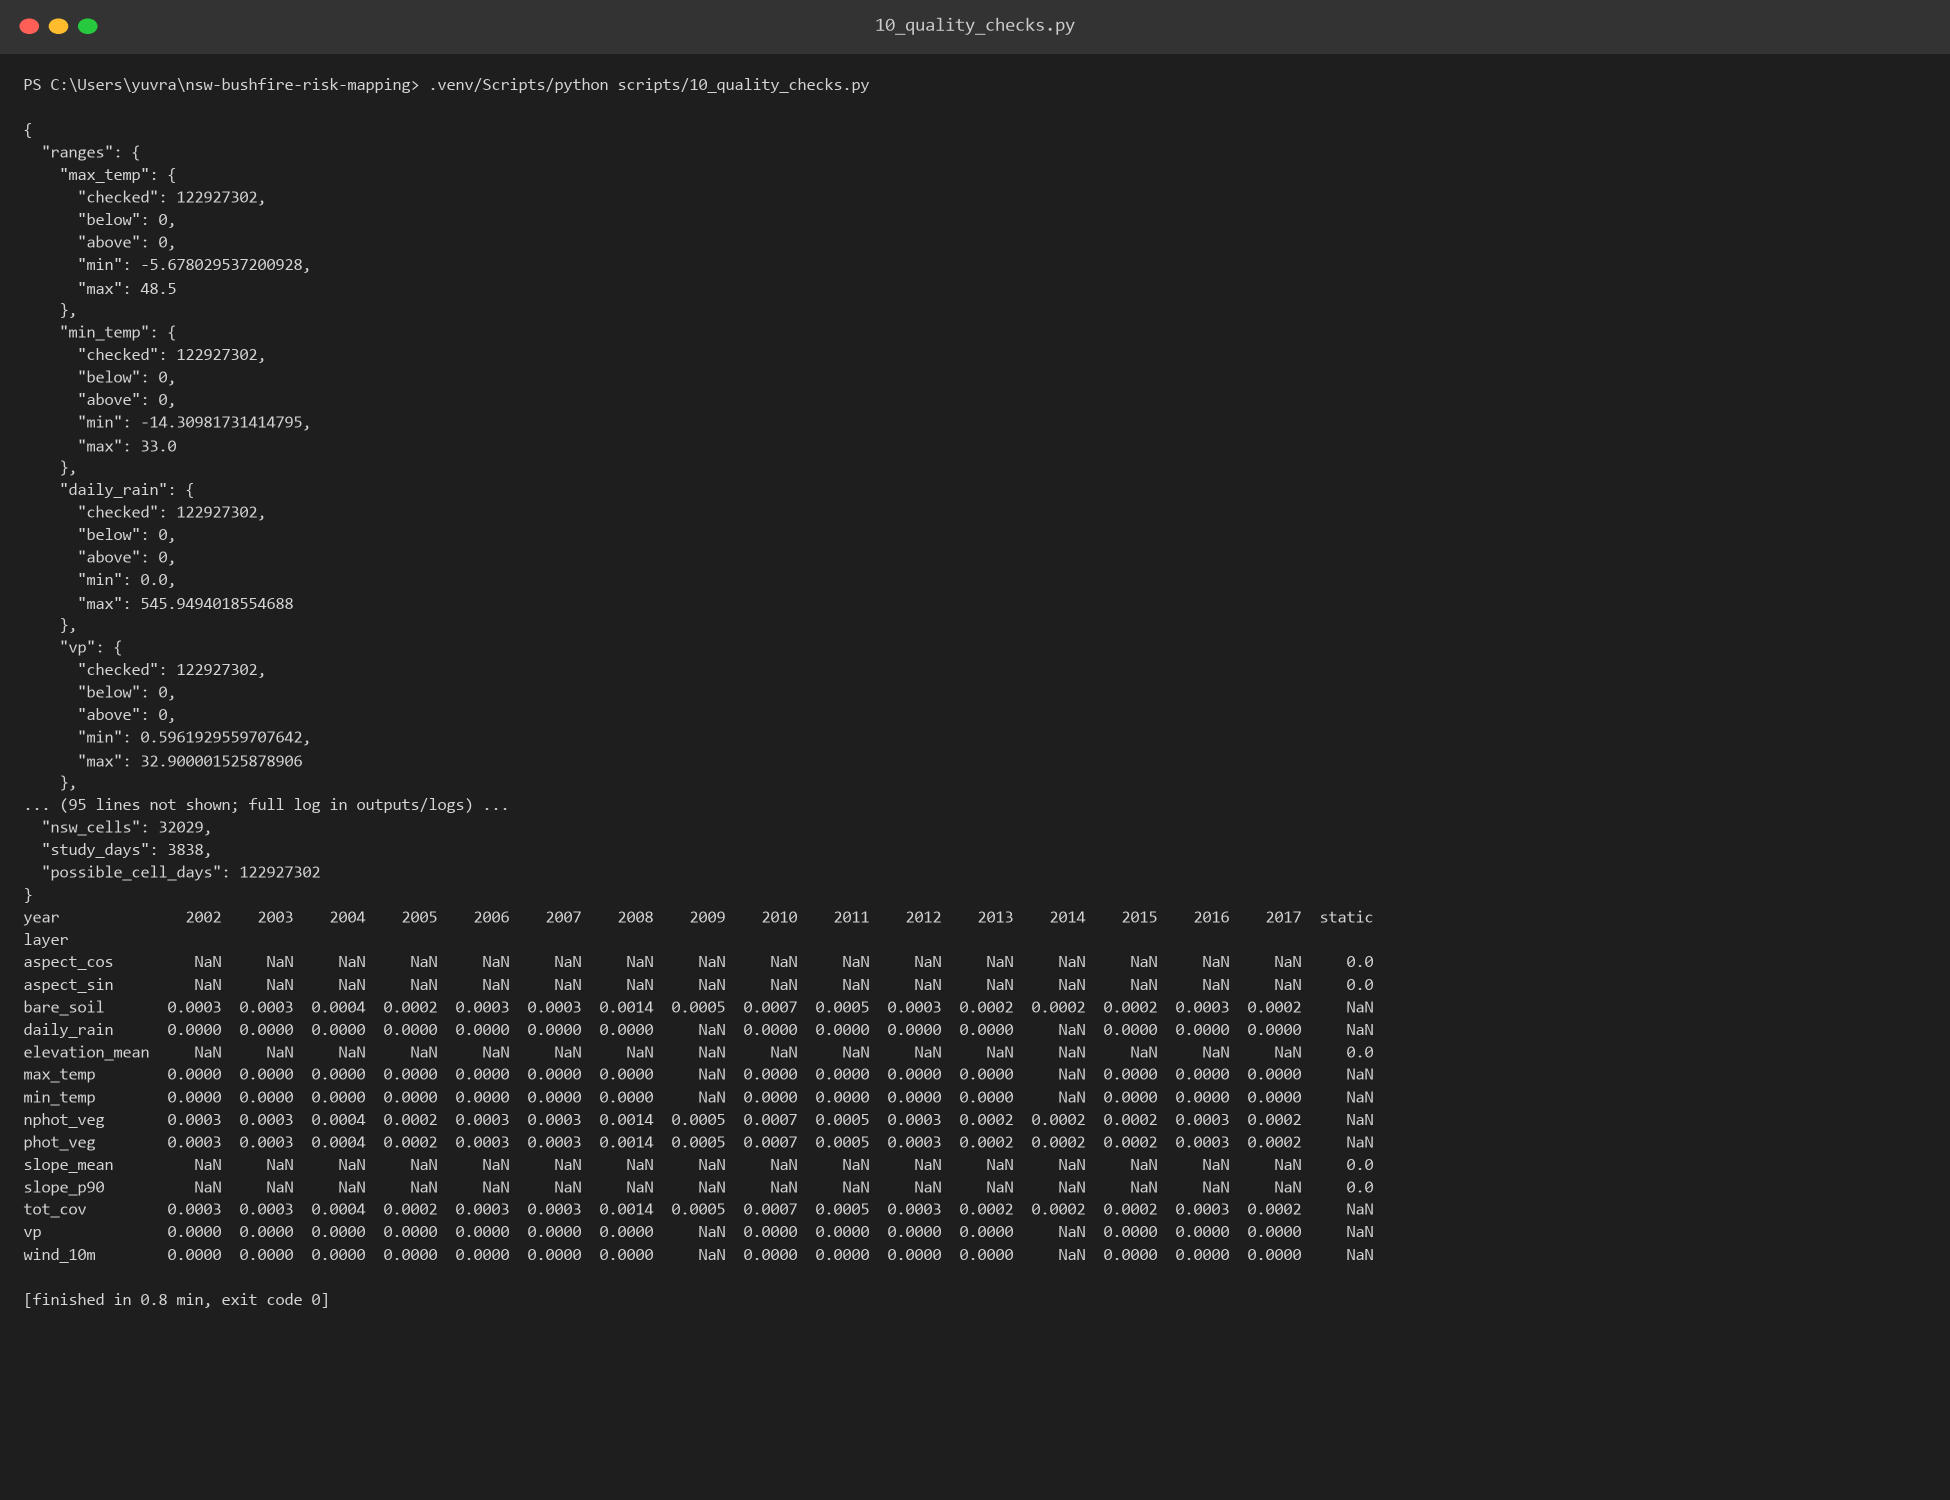 10_quality_checks.py
PS C:\Users\yuvra\nsw-bushfire-risk-mapping> .venv/Scripts/python scripts/10_quality_checks.py
{
  "ranges": {
    "max_temp": {
      "checked": 122927302,
      "below": 0,
      "above": 0,
      "min": -5.678029537200928,
      "max": 48.5
    },
    "min_temp": {
      "checked": 122927302,
      "below": 0,
      "above": 0,
      "min": -14.30981731414795,
      "max": 33.0
    },
    "daily_rain": {
      "checked": 122927302,
      "below": 0,
      "above": 0,
      "min": 0.0,
      "max": 545.9494018554688
    },
    "vp": {
      "checked": 122927302,
      "below": 0,
      "above": 0,
      "min": 0.5961929559707642,
      "max": 32.900001525878906
    },
... (95 lines not shown; full log in outputs/logs) ...
  "nsw_cells": 32029,
  "study_days": 3838,
  "possible_cell_days": 122927302
}
year              2002    2003    2004    2005    2006    2007    2008    2009    2010    2011    2012    2013    2014    2015    2016    2017  static
layer
aspect_cos         NaN     NaN     NaN     NaN     NaN     NaN     NaN     NaN     NaN     NaN     NaN     NaN     NaN     NaN     NaN     NaN     0.0
aspect_sin         NaN     NaN     NaN     NaN     NaN     NaN     NaN     NaN     NaN     NaN     NaN     NaN     NaN     NaN     NaN     NaN     0.0
bare_soil       0.0003  0.0003  0.0004  0.0002  0.0003  0.0003  0.0014  0.0005  0.0007  0.0005  0.0003  0.0002  0.0002  0.0002  0.0003  0.0002     NaN
daily_rain      0.0000  0.0000  0.0000  0.0000  0.0000  0.0000  0.0000     NaN  0.0000  0.0000  0.0000  0.0000     NaN  0.0000  0.0000  0.0000     NaN
elevation_mean     NaN     NaN     NaN     NaN     NaN     NaN     NaN     NaN     NaN     NaN     NaN     NaN     NaN     NaN     NaN     NaN     0.0
max_temp        0.0000  0.0000  0.0000  0.0000  0.0000  0.0000  0.0000     NaN  0.0000  0.0000  0.0000  0.0000     NaN  0.0000  0.0000  0.0000     NaN
min_temp        0.0000  0.0000  0.0000  0.0000  0.0000  0.0000  0.0000     NaN  0.0000  0.0000  0.0000  0.0000     NaN  0.0000  0.0000  0.0000     NaN
nphot_veg       0.0003  0.0003  0.0004  0.0002  0.0003  0.0003  0.0014  0.0005  0.0007  0.0005  0.0003  0.0002  0.0002  0.0002  0.0003  0.0002     NaN
phot_veg        0.0003  0.0003  0.0004  0.0002  0.0003  0.0003  0.0014  0.0005  0.0007  0.0005  0.0003  0.0002  0.0002  0.0002  0.0003  0.0002     NaN
slope_mean         NaN     NaN     NaN     NaN     NaN     NaN     NaN     NaN     NaN     NaN     NaN     NaN     NaN     NaN     NaN     NaN     0.0
slope_p90          NaN     NaN     NaN     NaN     NaN     NaN     NaN     NaN     NaN     NaN     NaN     NaN     NaN     NaN     NaN     NaN     0.0
tot_cov         0.0003  0.0003  0.0004  0.0002  0.0003  0.0003  0.0014  0.0005  0.0007  0.0005  0.0003  0.0002  0.0002  0.0002  0.0003  0.0002     NaN
vp              0.0000  0.0000  0.0000  0.0000  0.0000  0.0000  0.0000     NaN  0.0000  0.0000  0.0000  0.0000     NaN  0.0000  0.0000  0.0000     NaN
wind_10m        0.0000  0.0000  0.0000  0.0000  0.0000  0.0000  0.0000     NaN  0.0000  0.0000  0.0000  0.0000     NaN  0.0000  0.0000  0.0000     NaN
[finished in 0.8 min, exit code 0]